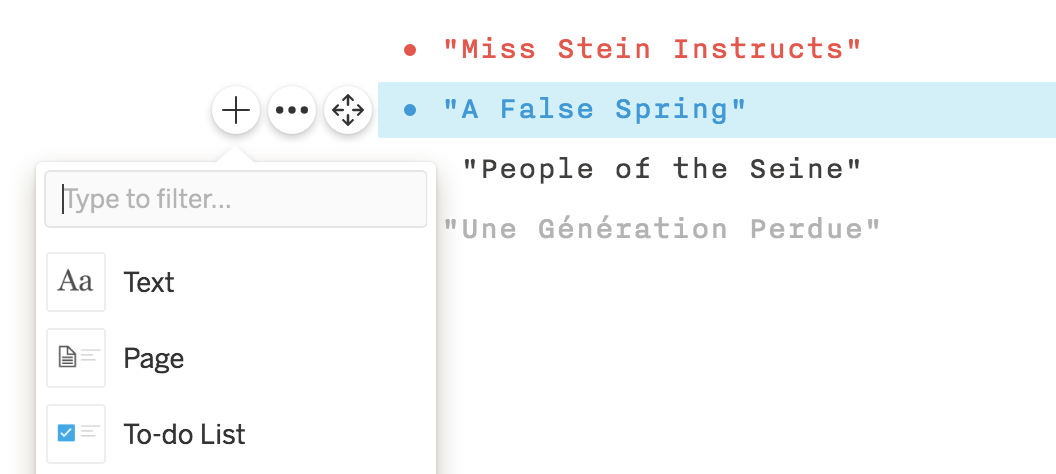 "Miss Stein Instructs"
"A False Spring"
"People of the Seine"
"Une Génération Perdue"
Type to filter...
Aa Text
Page
To-do List